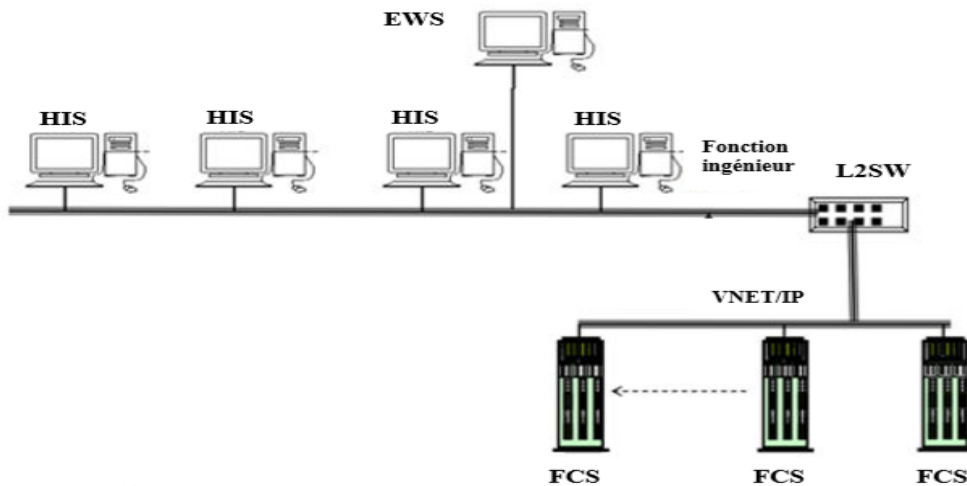 EWS
HIS
HIS
HIS
HIS
Fonction
ingénieur
L2SW
VNET/IP
FCS
FCS
FCS